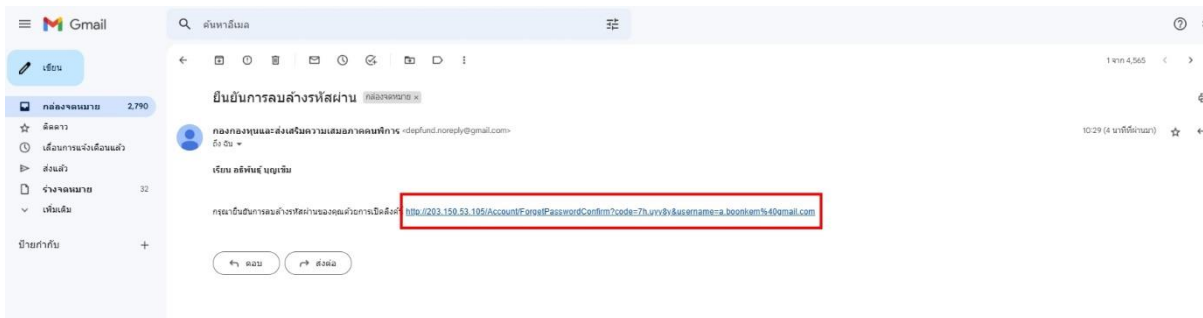 Gmail
ค้นหาอีเมล
เขียน
1 จาก 4,565
ยืนยันการลบล้างรหัสผ่าน กล่องจดหมาย ×
กล่องจดหมาย 2,790
ติดดาว
กองกองทุนและส่งเสริมความเสมอภาคคนพิการ <depfund.noreply@gmail.com>
10:29 (4 นาทีที่ผ่านมา)
ถึง ฉัน
เลื่อนการแจ้งเตือนแล้ว
ส่งแล้ว
เรียน อธิพันธุ์ บุญเข็ม
ร่างจดหมาย 32
เพิ่มเติม
กรุณายืนยันการลบล้างรหัสผ่านของคุณด้วยการเปิดลิงค์ http://203.150.53.105/Account/ForgetPasswordConfirm?code=7h.uyv8v&username=a.boonkem%40gmail.com
ป้ายกำกับ +
ตอบ
ส่งต่อ